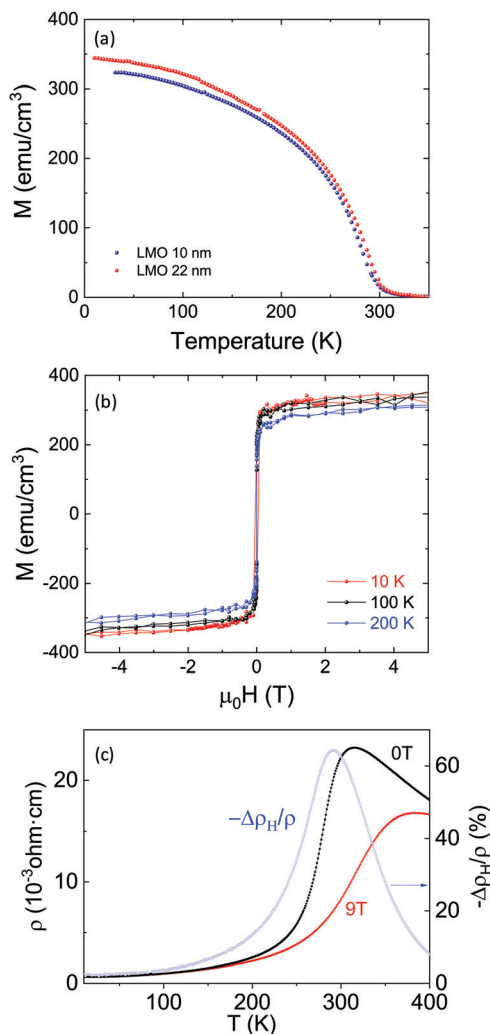 (a)
400
300
200
100
0
M (emu/cm³)
LMO 10 nm
LMO 22 nm
0 100 200 300
Temperature (K)
(b)
400
200
0
-200
-400
M (emu/cm³)
10 K
100 K
200 K
-4 -2 0 2 4
μ₀H (T)
(c)
0T
20
10
0
ρ (10⁻³ohm·cm)
−Δρ_H/ρ
9T
60
40
20
0
-Δρ_H/ρ (%)
100 200 300 400
T (K)